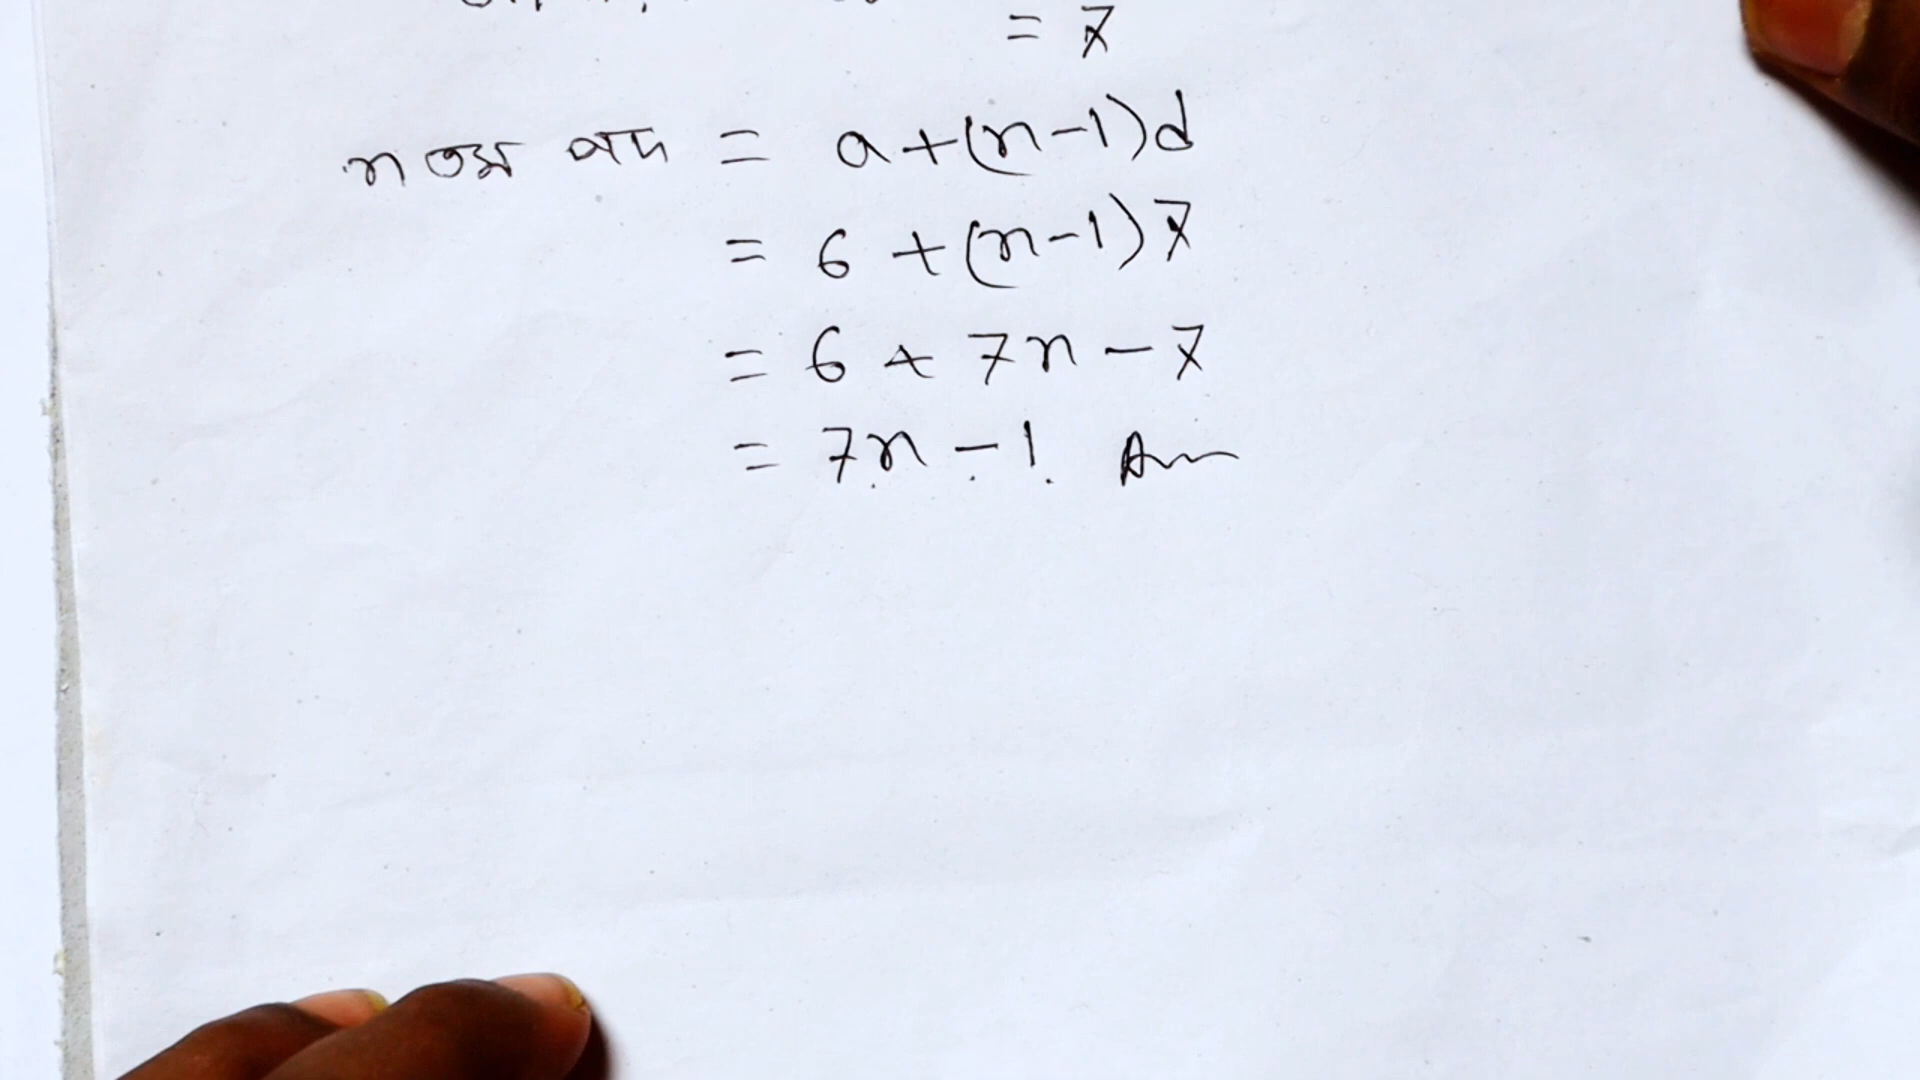 = 7
n তম পদ = a+(n-1)d
= 6 +(n-1)7
= 6 + 7n - 7
= 7n - 1. Ans